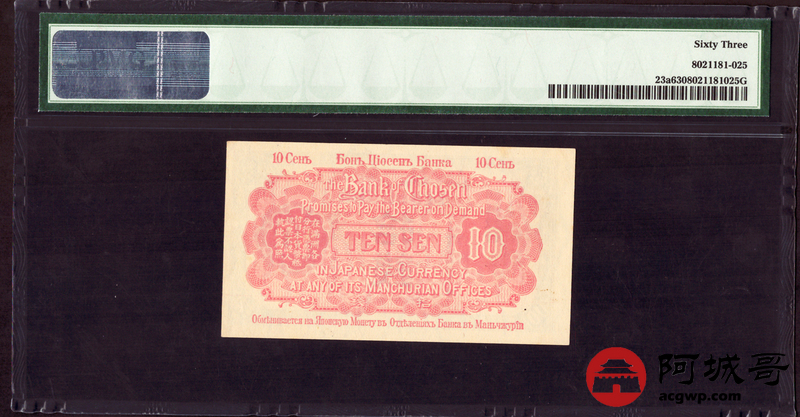 PMG
Sixty Three
8021181-025
23a6308021181025G
10 Сенъ Бонъ Ціосенъ Банка 10 Сенъ
The Bank of Chosen
Promises to Pay the Bearer on Demand
TEN SEN
10
IN JAPANESE CURRENCY
AT ANY OF ITS MANCHURIAN OFFICES
Обмѣнивается на Японскую Монету въ Отдѣленіяхъ Банка въ Маньчжуріи
阿城哥
acgwp.com